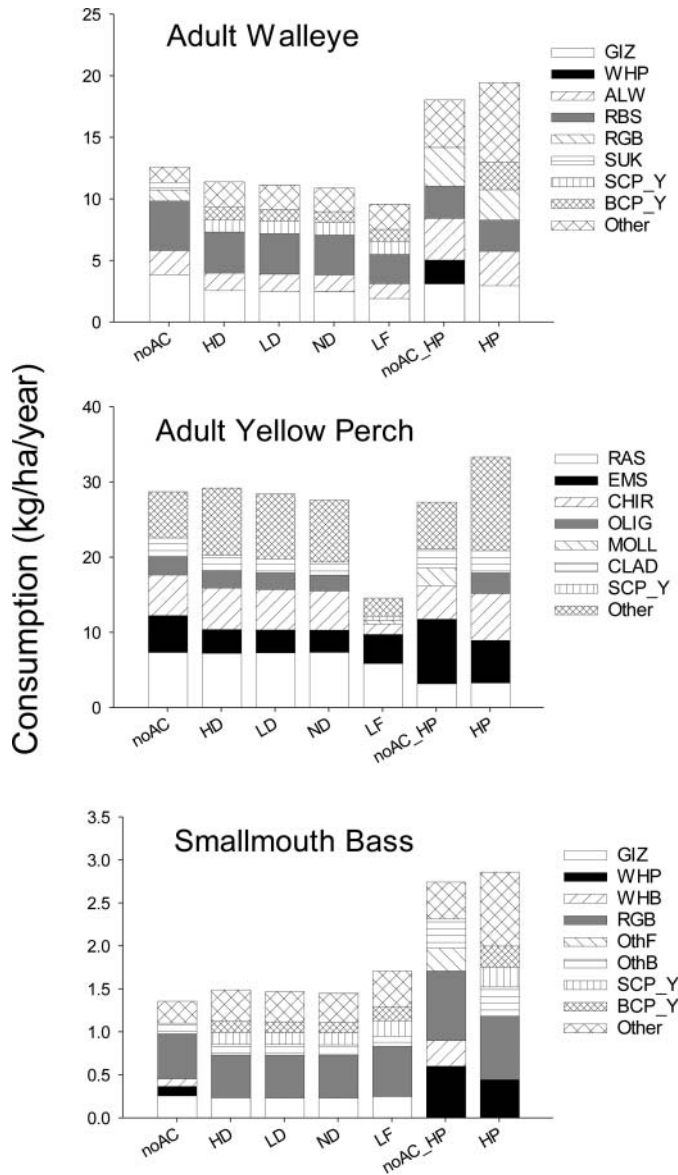 Consumption (kg/ha/year)
Adult Walleye
25
20
15
10
5
0
noAC
HD
LD
ND
LF
noAC_HP
HP
GIZ
WHP
ALW
RBS
RGB
SUK
SCP_Y
BCP_Y
Other
Adult Yellow Perch
40
30
20
10
0
noAC
HD
LD
ND
LF
noAC_HP
HP
RAS
EMS
CHIR
OLIG
MOLL
CLAD
SCP_Y
Other
Smallmouth Bass
3.5
3.0
2.5
2.0
1.5
1.0
0.5
0.0
noAC
HD
LD
ND
LF
noAC_HP
HP
GIZ
WHP
WHB
RGB
OthF
OthB
SCP_Y
BCP_Y
Other